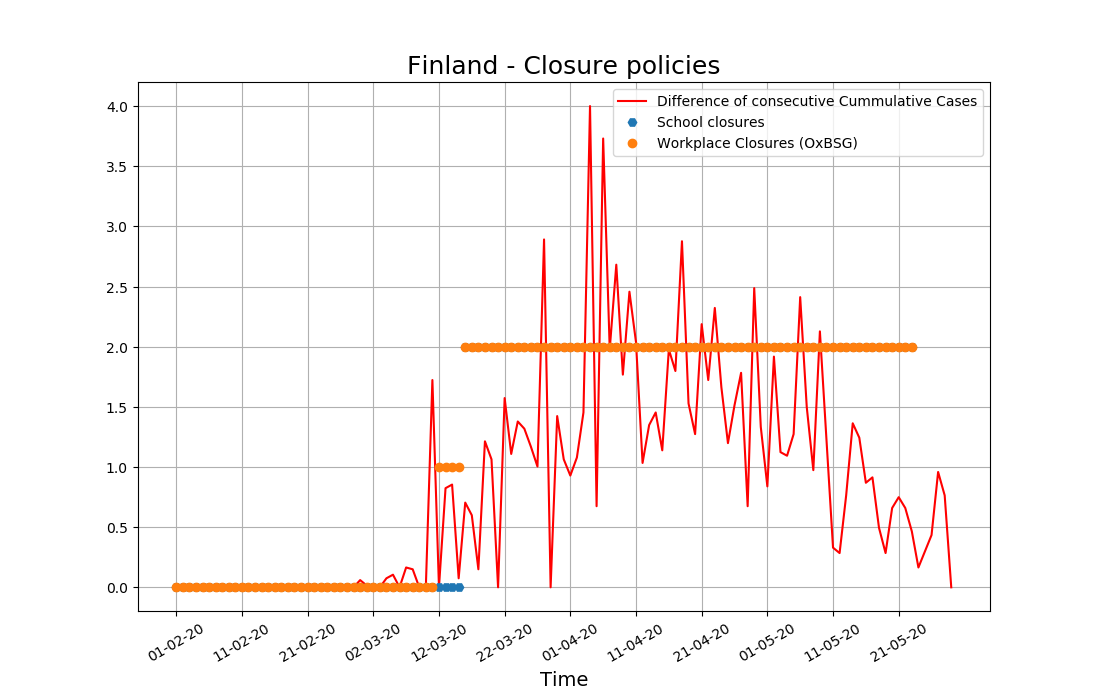 Finland - Closure policies
Difference of consecutive Cummulative Cases
School closures
Workplace Closures (OxBSG)
4.0
3.5
3.0
2.5
2.0
1.5
1.0
0.5
0.0
01-02-20 11-02-20 21-02-20 02-03-20 12-03-20 22-03-20 01-04-20 11-04-20 21-04-20 01-05-20 11-05-20 21-05-20
Time